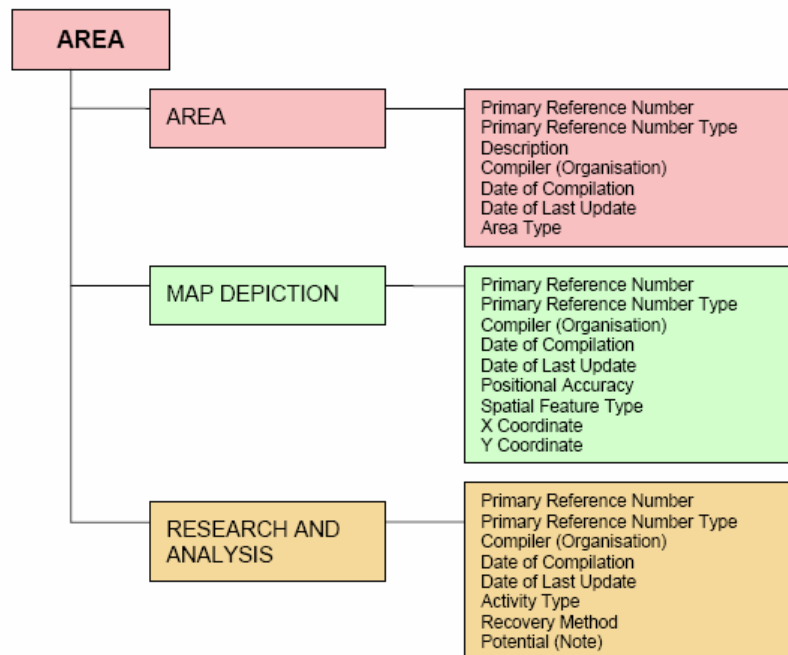 AREA
AREA
Primary Reference Number
Primary Reference Number Type
Description
Compiler (Organisation)
Date of Compilation
Date of Last Update
Area Type
MAP DEPICTION
Primary Reference Number
Primary Reference Number Type
Compiler (Organisation)
Date of Compilation
Date of Last Update
Positional Accuracy
Spatial Feature Type
X Coordinate
Y Coordinate
RESEARCH AND
ANALYSIS
Primary Reference Number
Primary Reference Number Type
Compiler (Organisation)
Date of Compilation
Date of Last Update
Activity Type
Recovery Method
Potential (Note)